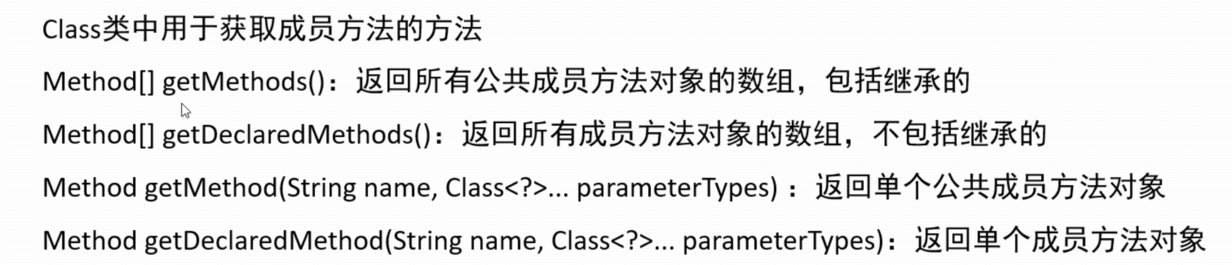 Class类中用于获取成员方法的方法
Method[] getMethods()：返回所有公共成员方法对象的数组，包括继承的
Method[] getDeclaredMethods()：返回所有成员方法对象的数组，不包括继承的
Method getMethod(String name, Class<?>... parameterTypes) ：返回单个公共成员方法对象
Method getDeclaredMethod(String name, Class<?>... parameterTypes)：返回单个成员方法对象